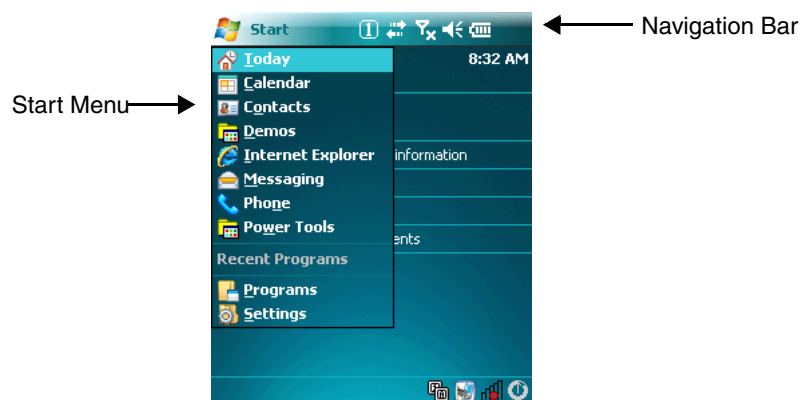 Start 1
Navigation Bar
Today
8:32 AM
Calendar
Start Menu
Contacts
Demos
Internet Explorer
information
Messaging
Phone
Power Tools
ents
Recent Programs
Programs
Settings